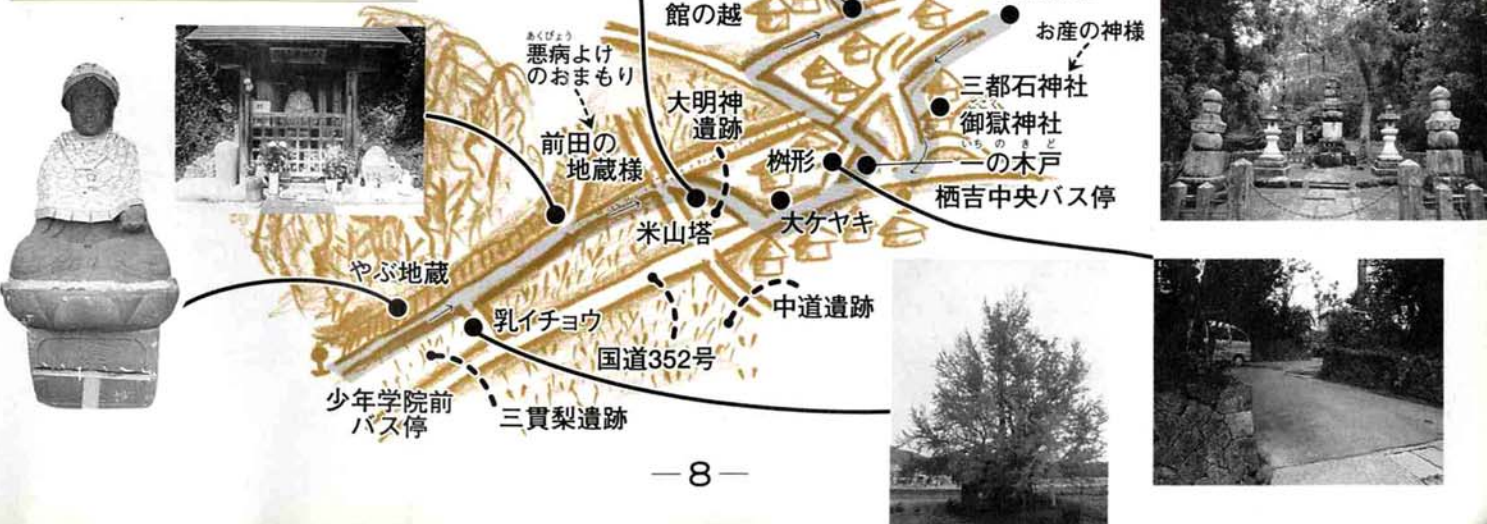 館の越
お産の神様
あくびょう
悪病よけ
のおまもり
三都石神社
大明神
遺跡
ごこく
御獄神社
前田の
地蔵様
いちのきど
一の木戸
桝形
栖吉中央バス停
米山塔
大ケヤキ
やぶ地蔵
乳イチョウ
中道遺跡
国道352号
少年学院前
バス停
三貫梨遺跡
—8—